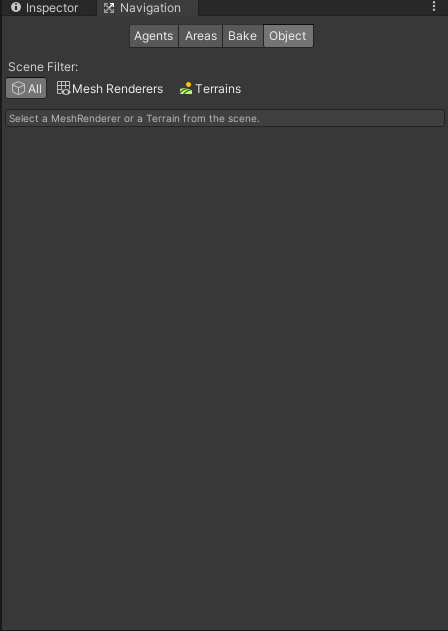 Inspector Navigation
Agents Areas Bake Object
Scene Filter:
All Mesh Renderers Terrains
Select a MeshRenderer or a Terrain from the scene.